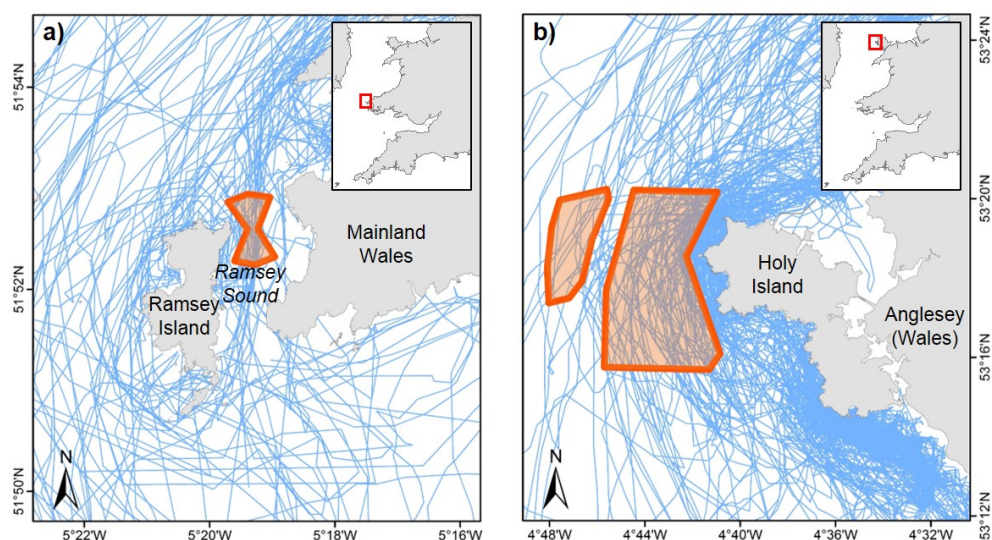 a)
51°54'N
51°52'N
51°50'N
Mainland
Wales
Ramsey
Sound
Ramsey
Island
N
5°22'W
5°20'W
5°18'W
5°16'W
b)
53°24'N
53°20'N
53°16'N
53°12'N
Holy
Island
Anglesey
(Wales)
N
4°48'W
4°44'W
4°40'W
4°36'W
4°32'W